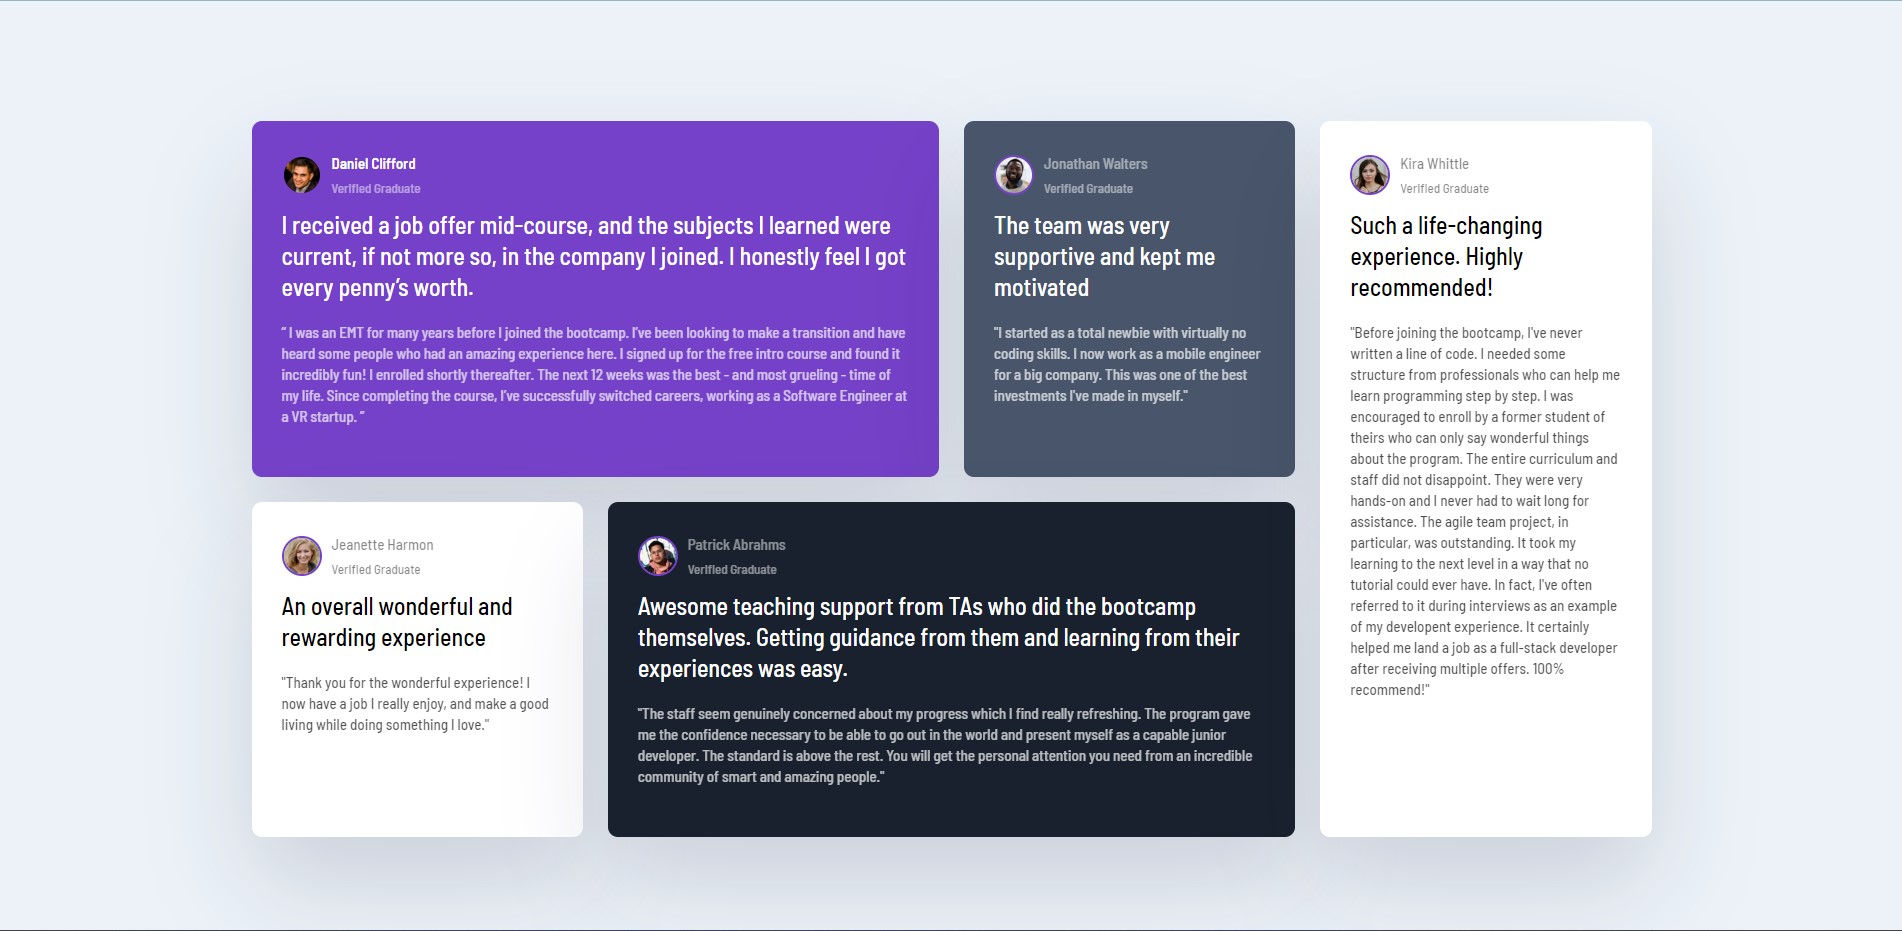 Daniel Clifford
Verified Graduate
I received a job offer mid-course, and the subjects I learned were
current, if not more so, in the company I joined. I honestly feel I got
every penny’s worth.
“ I was an EMT for many years before I joined the bootcamp. I’ve been looking to make a transition and have
heard some people who had an amazing experience here. I signed up for the free intro course and found it
incredibly fun! I enrolled shortly thereafter. The next 12 weeks was the best - and most grueling - time of
my life. Since completing the course, I’ve successfully switched careers, working as a Software Engineer at
a VR startup. ”
Jonathan Walters
Verified Graduate
The team was very
supportive and kept me
motivated
"I started as a total newbie with virtually no
coding skills. I now work as a mobile engineer
for a big company. This was one of the best
investments I've made in myself."
Kira Whittle
Verified Graduate
Such a life-changing
experience. Highly
recommended!
"Before joining the bootcamp, I've never
written a line of code. I needed some
structure from professionals who can help me
learn programming step by step. I was
encouraged to enroll by a former student of
theirs who can only say wonderful things
about the program. The entire curriculum and
staff did not disappoint. They were very
hands-on and I never had to wait long for
assistance. The agile team project, in
particular, was outstanding. It took my
learning to the next level in a way that no
tutorial could ever have. In fact, I've often
referred to it during interviews as an example
of my developent experience. It certainly
helped me land a job as a full-stack developer
after receiving multiple offers. 100%
recommend!"
Jeanette Harmon
Verified Graduate
An overall wonderful and
rewarding experience
"Thank you for the wonderful experience! I
now have a job I really enjoy, and make a good
living while doing something I love."
Patrick Abrahms
Verified Graduate
Awesome teaching support from TAs who did the bootcamp
themselves. Getting guidance from them and learning from their
experiences was easy.
"The staff seem genuinely concerned about my progress which I find really refreshing. The program gave
me the confidence necessary to be able to go out in the world and present myself as a capable junior
developer. The standard is above the rest. You will get the personal attention you need from an incredible
community of smart and amazing people."